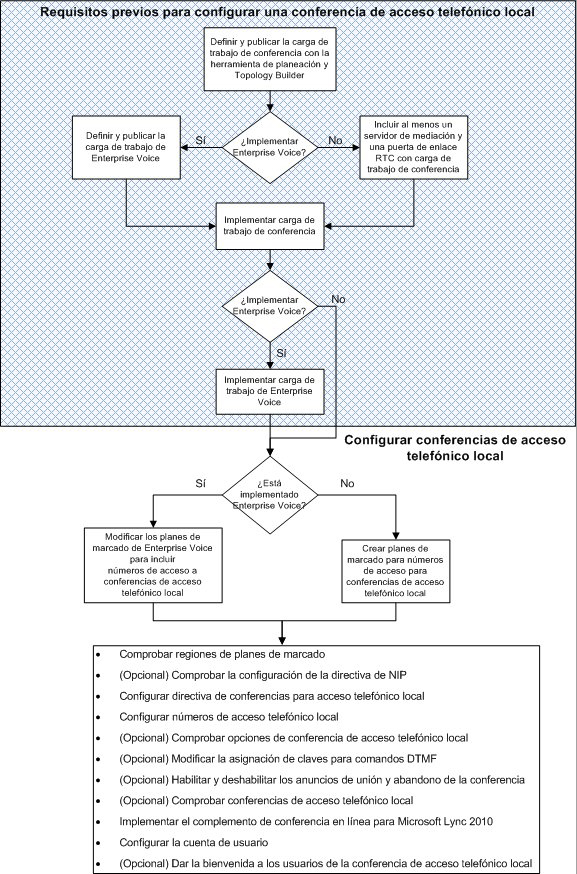 Requisitos previos para configurar una conferencia de acceso telefónico local
Definir y publicar la carga de
trabajo de conferencia con la
herramienta de planeación y
Topology Builder
¿Implementar
Enterprise Voice?
Sí
No
Definir y publicar la
carga de trabajo de
Enterprise Voice
Incluir al menos un
servidor de mediación y
una puerta de enlace
RTC con carga de
trabajo de conferencia
Implementar carga de
trabajo de conferencia
¿Implementar
Enterprise Voice?
No
Sí
Implementar carga de
trabajo de Enterprise
Voice
Configurar conferencias de acceso
telefónico local
¿Está
implementado
Enterprise Voice?
Sí
No
Modificar los planes de
marcado de Enterprise Voice
para incluir
números de acceso a
conferencias de acceso
telefónico local
Crear planes de
marcado para números
de acceso para
conferencias de acceso
telefónico local
• Comprobar regiones de planes de marcado
• (Opcional) Comprobar la configuración de la directiva de NIP
• Configurar directiva de conferencias para acceso telefónico local
• Configurar números de acceso telefónico local
• (Opcional) Comprobar opciones de conferencia de acceso telefónico local
• (Opcional) Modificar la asignación de claves para comandos DTMF
• (Opcional) Habilitar y deshabilitar los anuncios de unión y abandono de la conferencia
• (Opcional) Comprobar conferencias de acceso telefónico local
• Implementar el complemento de conferencia en línea para Microsoft Lync 2010
• Configurar la cuenta de usuario
• (Opcional) Dar la bienvenida a los usuarios de la conferencia de acceso telefónico local